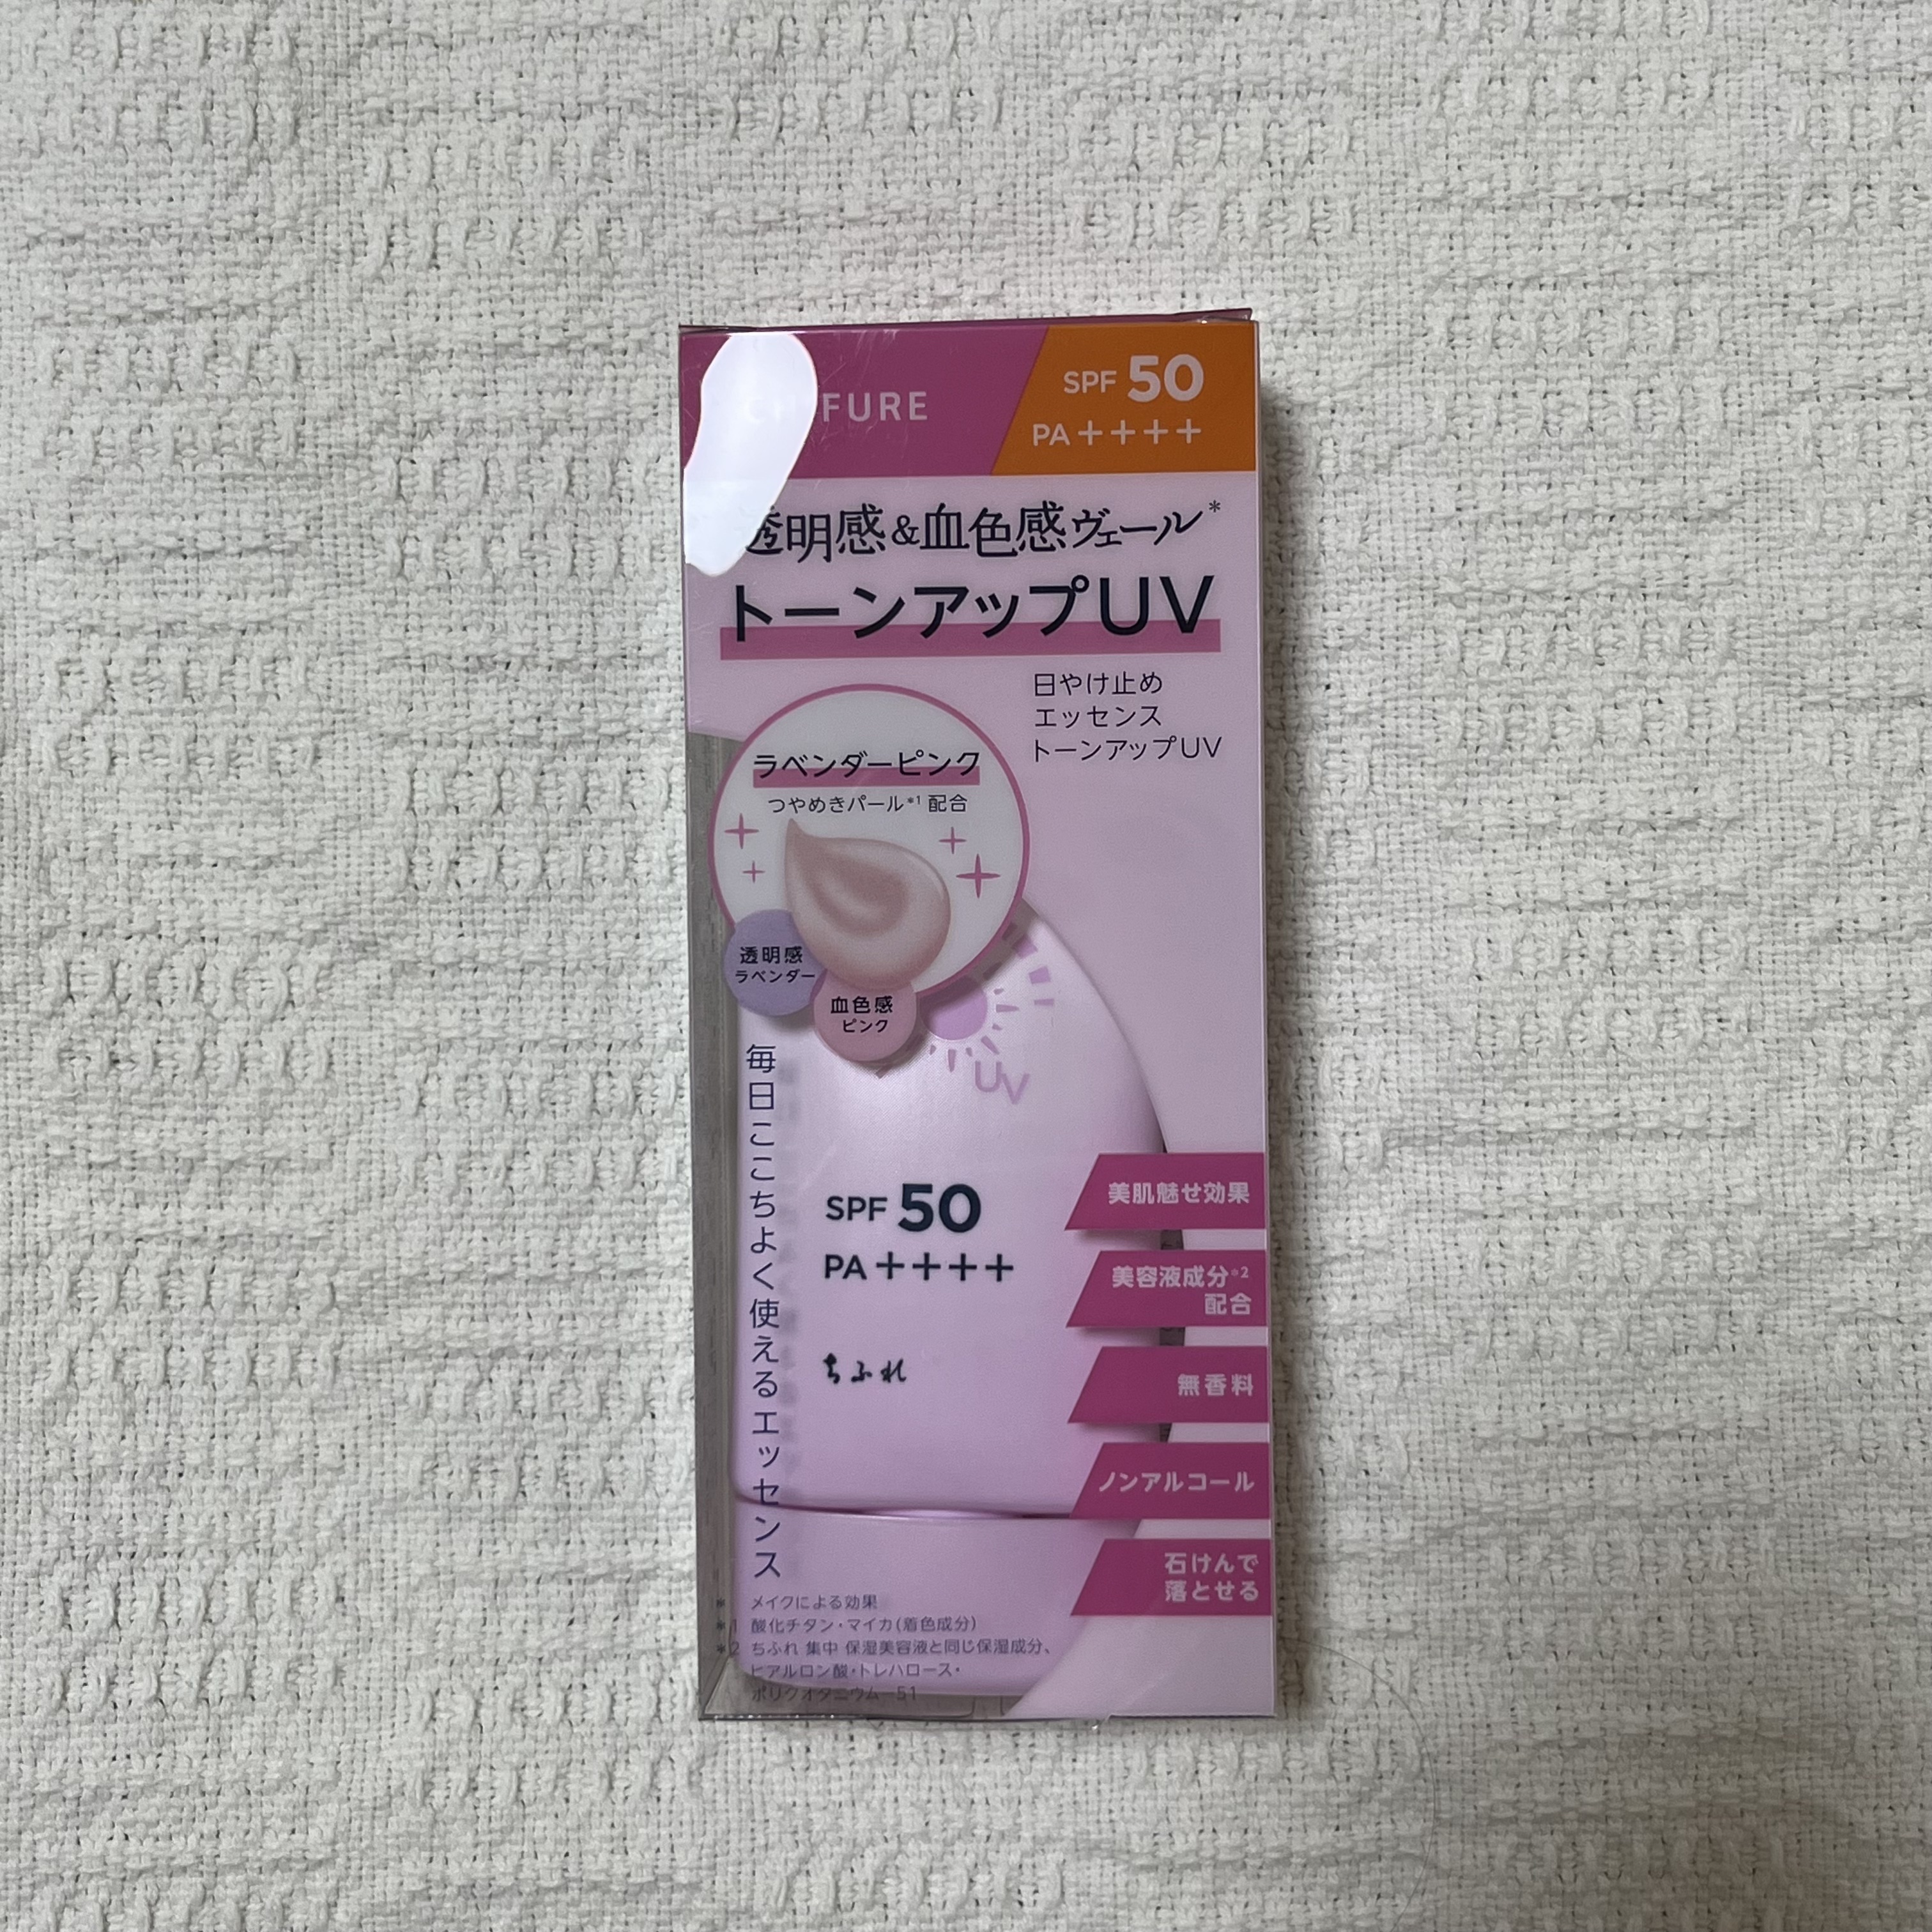 CHIFURE
SPF 50
PA++++
透明感&血色感ヴェール*
トーンアップUV
日やけ止め
エッセンス
トーンアップUV
ラベンダーピンク
つやめきパール*1 配合
透明感
ラベンダー
血色感
ピンク
UV
毎日ここちよく使えるエッセンス
SPF 50
PA++++
ちふれ
美肌魅せ効果
美容液成分*2
配合
無香料
ノンアルコール
石けんで
落とせる
* メイクによる効果
*1 酸化チタン・マイカ(着色成分)
*2 ちふれ 集中 保湿美容液と同じ保湿成分、
ヒアルロン酸・トレハロース・
ポリクオタニウム-51